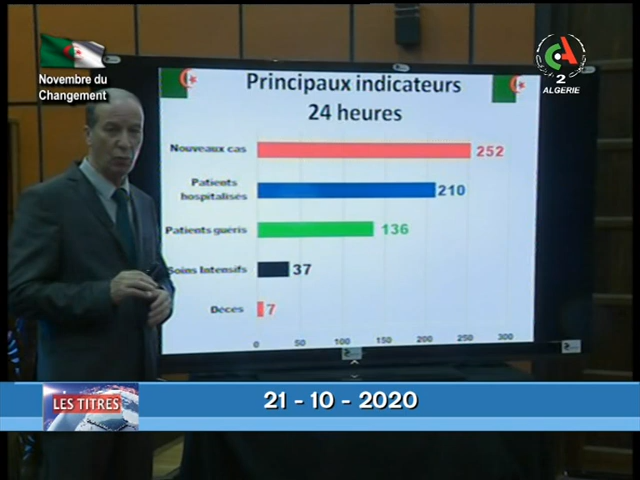 Novembre du
Changement
2
ALGERIE
Principaux indicateurs
24 heures
Nouveaux cas
252
Patients
hospitalisés
210
Patients guéris
136
Soins Intensifs
37
Décès
7
0 50 100 150 200 250 300
LES TITRES
21 - 10 - 2020